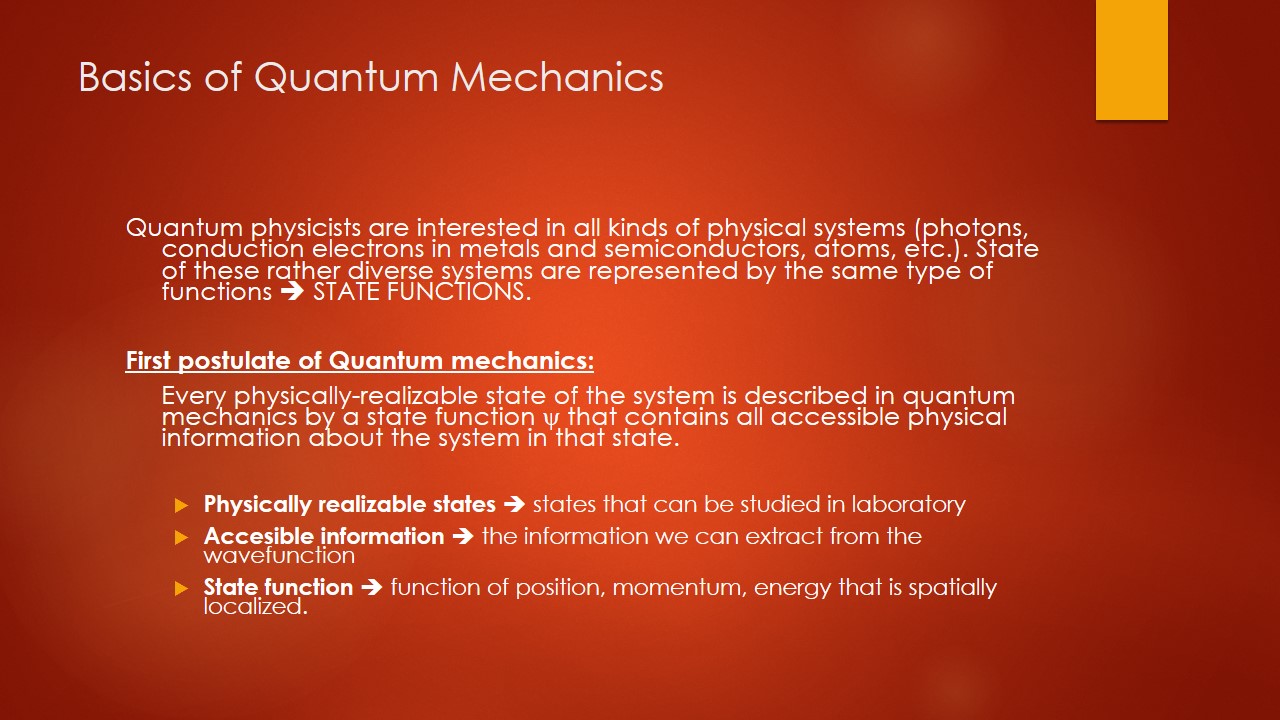 Basics of Quantum Mechanics
Quantum physicists are interested in all kinds of physical systems (photons,
conduction electrons in metals and semiconductors, atoms, etc.). State
of these rather diverse systems are represented by the same type of
functions ➔ STATE FUNCTIONS.
First postulate of Quantum mechanics:
Every physically-realizable state of the system is described in quantum
mechanics by a state function ψ that contains all accessible physical
information about the system in that state.
Physically realizable states ➔ states that can be studied in laboratory
Accesible information ➔ the information we can extract from the
wavefunction
State function ➔ function of position, momentum, energy that is spatially
localized.